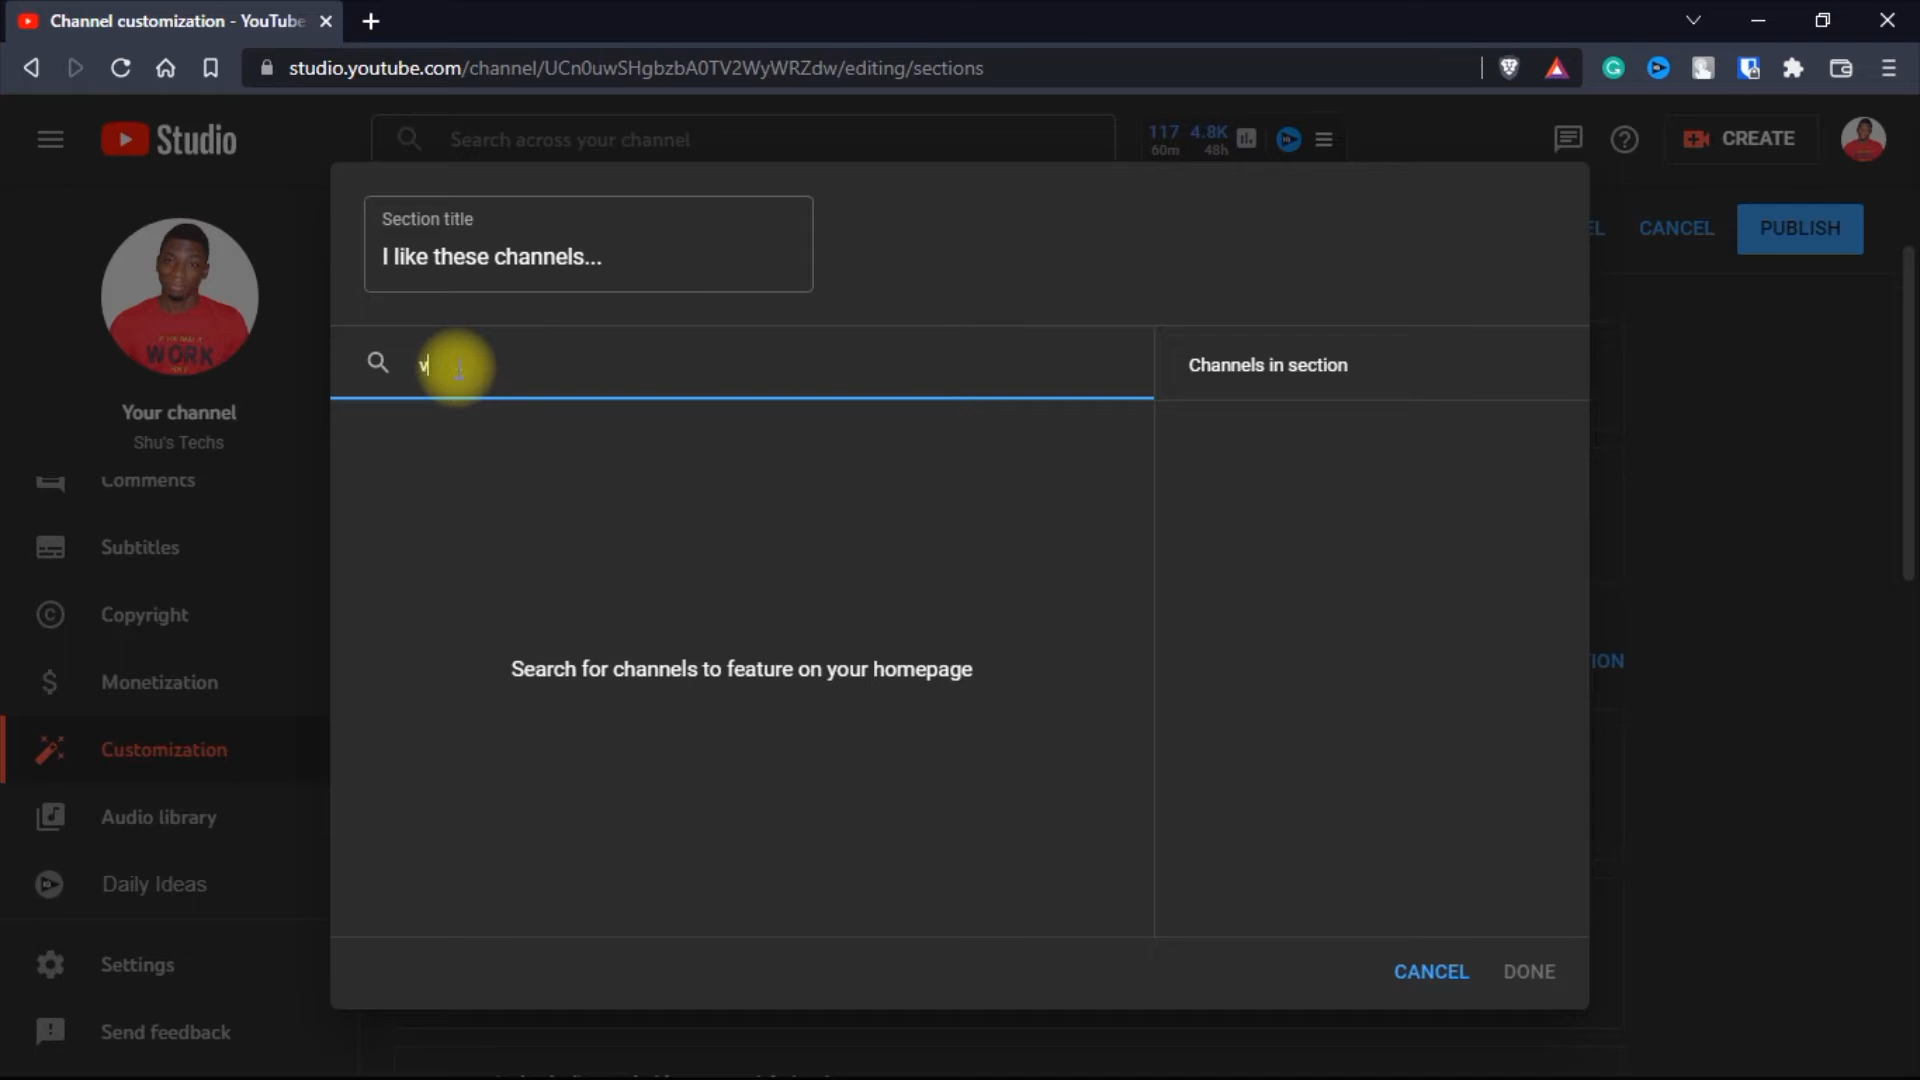 Channel customization - YouTube
studio.youtube.com/channel/UCn0uwSHgbzbA0TV2WyWRZdw/editing/sections
Studio
Search across your channel
117 4.8K
60m 48h
CREATE
Section title
I like these channels...
CANCEL
PUBLISH
v
Channels in section
WORK
Your channel
Shu's Techs
Comments
Subtitles
Copyright
Monetization
Customization
Audio library
Daily Ideas
Settings
Send feedback
Search for channels to feature on your homepage
CANCEL DONE